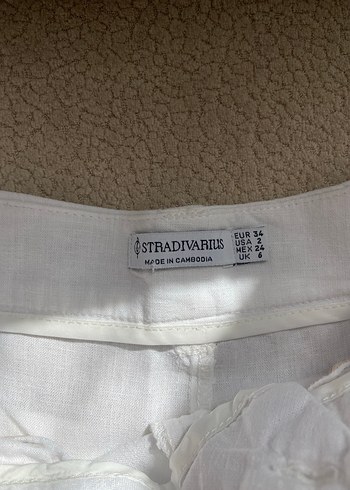 STRADIVARIUS
MADE IN CAMBODIA
EUR 34
USA 2
MEX 24
UK 6